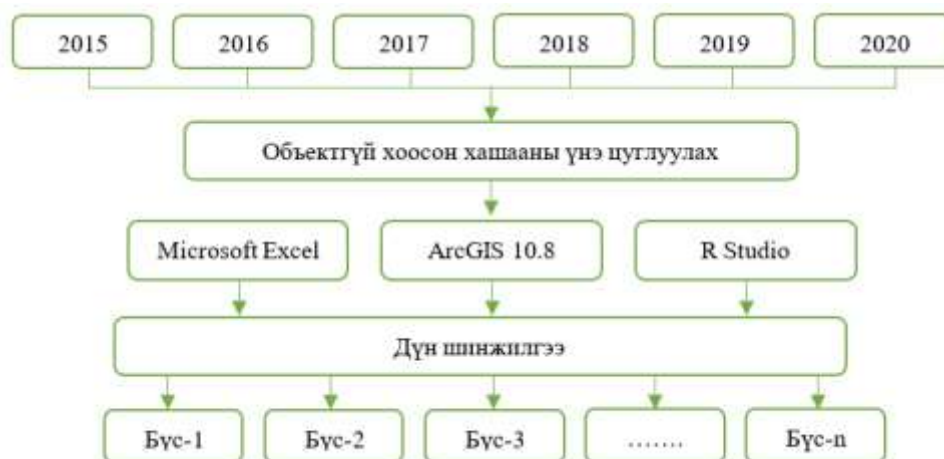 2015 2016 2017 2018 2019 2020
Объектгүй хоосон хашааны үнэ цуглуулах
Microsoft Excel ArcGIS 10.8 R Studio
Дүн шинжилгээ
Бүс-1 Бүс-2 Бүс-3 ....... Бүс-n